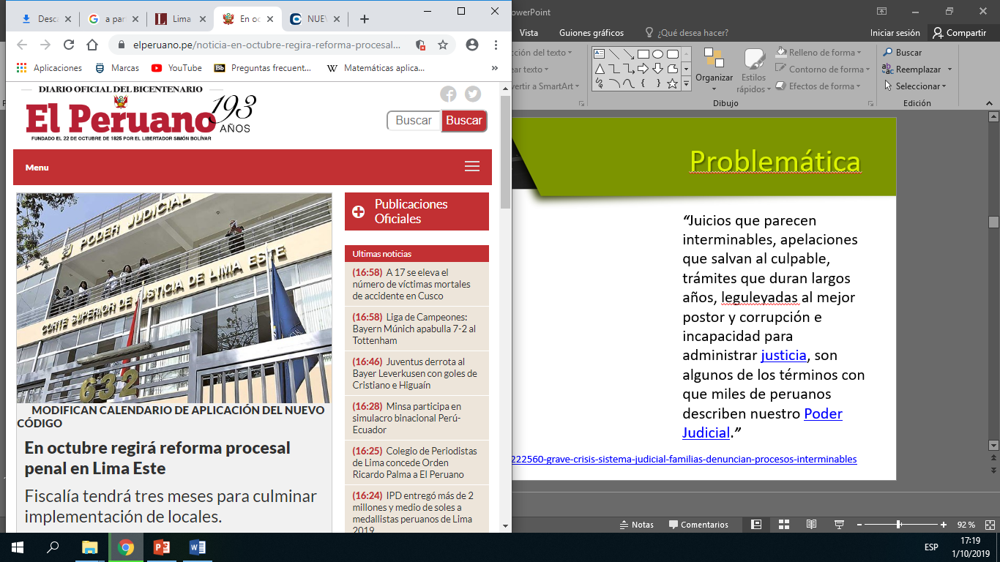 Desc
a par
Lima
En oc
NUEV
elperuano.pe/noticia-en-octubre-regira-reforma-procesal...
Aplicaciones
Marcas
YouTube
Bb
Preguntas frecuent...
W
Matemáticas aplica...
»
DIARIO OFICIAL DEL BICENTENARIO
El Peruano
193
AÑOS
FUNDADO EL 22 DE OCTUBRE DE 1825 POR EL LIBERTADOR SIMÓN BOLÍVAR
Buscar
Buscar
Menu
PODER JUDICIAL
CORTE SUPERIOR DE JUSTICIA DE LIMA ESTE
632
MODIFICAN CALENDARIO DE APLICACIÓN DEL NUEVO
CÓDIGO
En octubre regirá reforma procesal
penal en Lima Este
Fiscalía tendrá tres meses para culminar
implementación de locales.
Publicaciones
Oficiales
Ultimas noticias
(16:58) A 17 se eleva el
número de víctimas mortales
de accidente en Cusco
(16:58) Liga de Campeones:
Bayern Múnich apabulla 7-2 al
Tottenham
(16:46) Juventus derrota al
Bayer Leverkusen con goles de
Cristiano e Higuaín
(16:28) Minsa participa en
simulacro binacional Perú-
Ecuador
(16:25) Colegio de Periodistas
de Lima concede Orden
Ricardo Palma a El Peruano
(16:24) IPD entregó más de 2
millones y medio de soles a
medallistas peruanos de Lima
2019
owerPoint
Vista
Guiones gráficos
¿Qué desea hacer?
Iniciar sesión
Compartir
cción del texto
ear texto
vertir a SmartArt
Organizar
Estilos
rápidos
Relleno de forma
Contorno de forma
Efectos de forma
Dibujo
Buscar
Reemplazar
Seleccionar
Edición
Problemática
“Juicios que parecen
interminables, apelaciones
que salvan al culpable,
trámites que duran largos
años, leguleyadas al mejor
postor y corrupción e
incapacidad para
administrar justicia, son
algunos de los términos con
que miles de peruanos
describen nuestro Poder
Judicial.”
222560-grave-crisis-sistema-judicial-familias-denuncian-procesos-interminables
Notas
Comentarios
92 %
ESP
17:19
1/10/2019